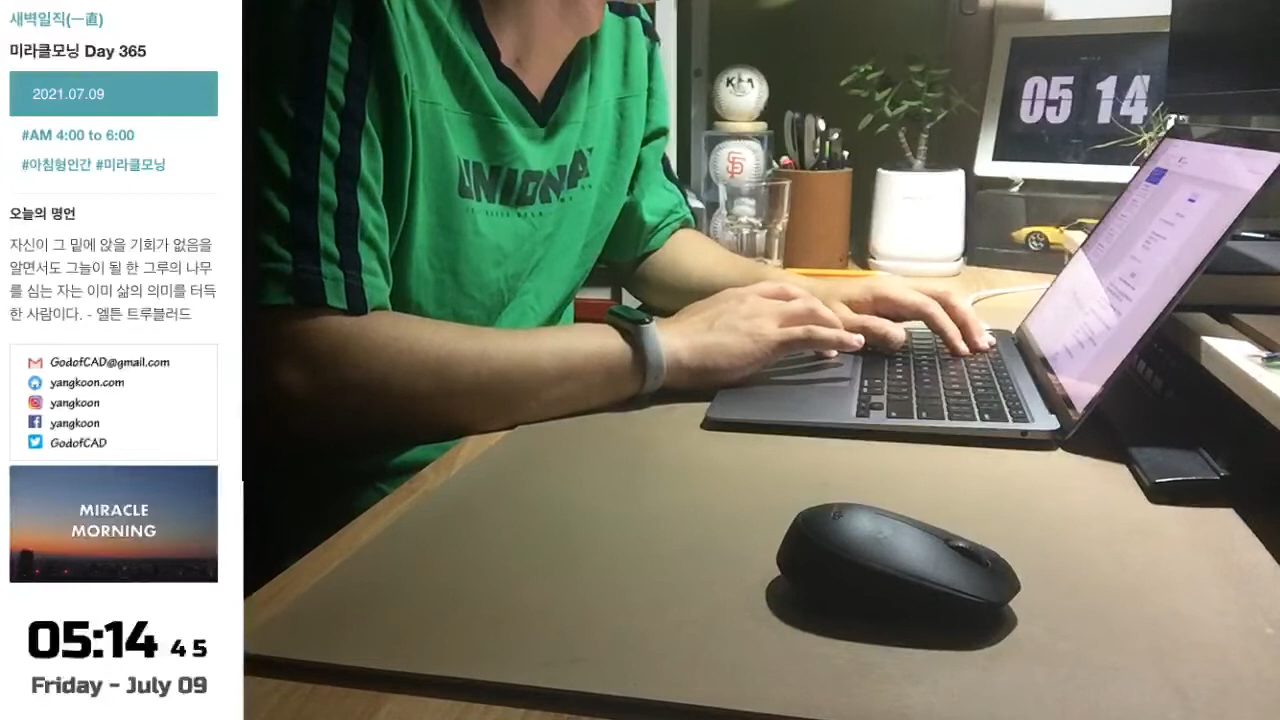 새벽일직(一直)
미라클모닝 Day 365
2021.07.09
#AM 4:00 to 6:00
#아침형인간 #미라클모닝
오늘의 명언
자신이 그 밑에 앉을 기회가 없음을
알면서도 그늘이 될 한 그루의 나무
를 심는 자는 이미 삶의 의미를 터득
한 사람이다. - 엘튼 트루블러드
GodofCAD@gmail.com
yangkoon.com
yangkoon
yangkoon
GodofCAD
MIRACLE
MORNING
05:14 45
Friday - July 09
UNIONBAY
SF
05 14